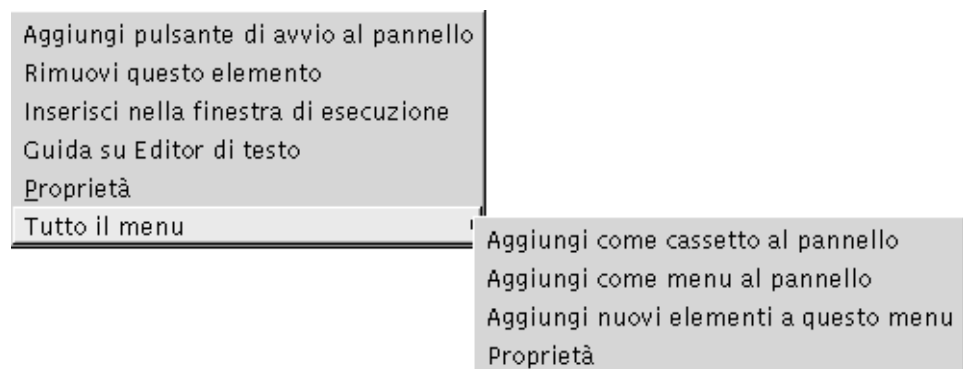 Aggiungi pulsante di avvio al pannello
Rimuovi questo elemento
Inserisci nella finestra di esecuzione
Guida su Editor di testo
Proprietà
Tutto il menu
Aggiungi come cassetto al pannello
Aggiungi come menu al pannello
Aggiungi nuovi elementi a questo menu
Proprietà